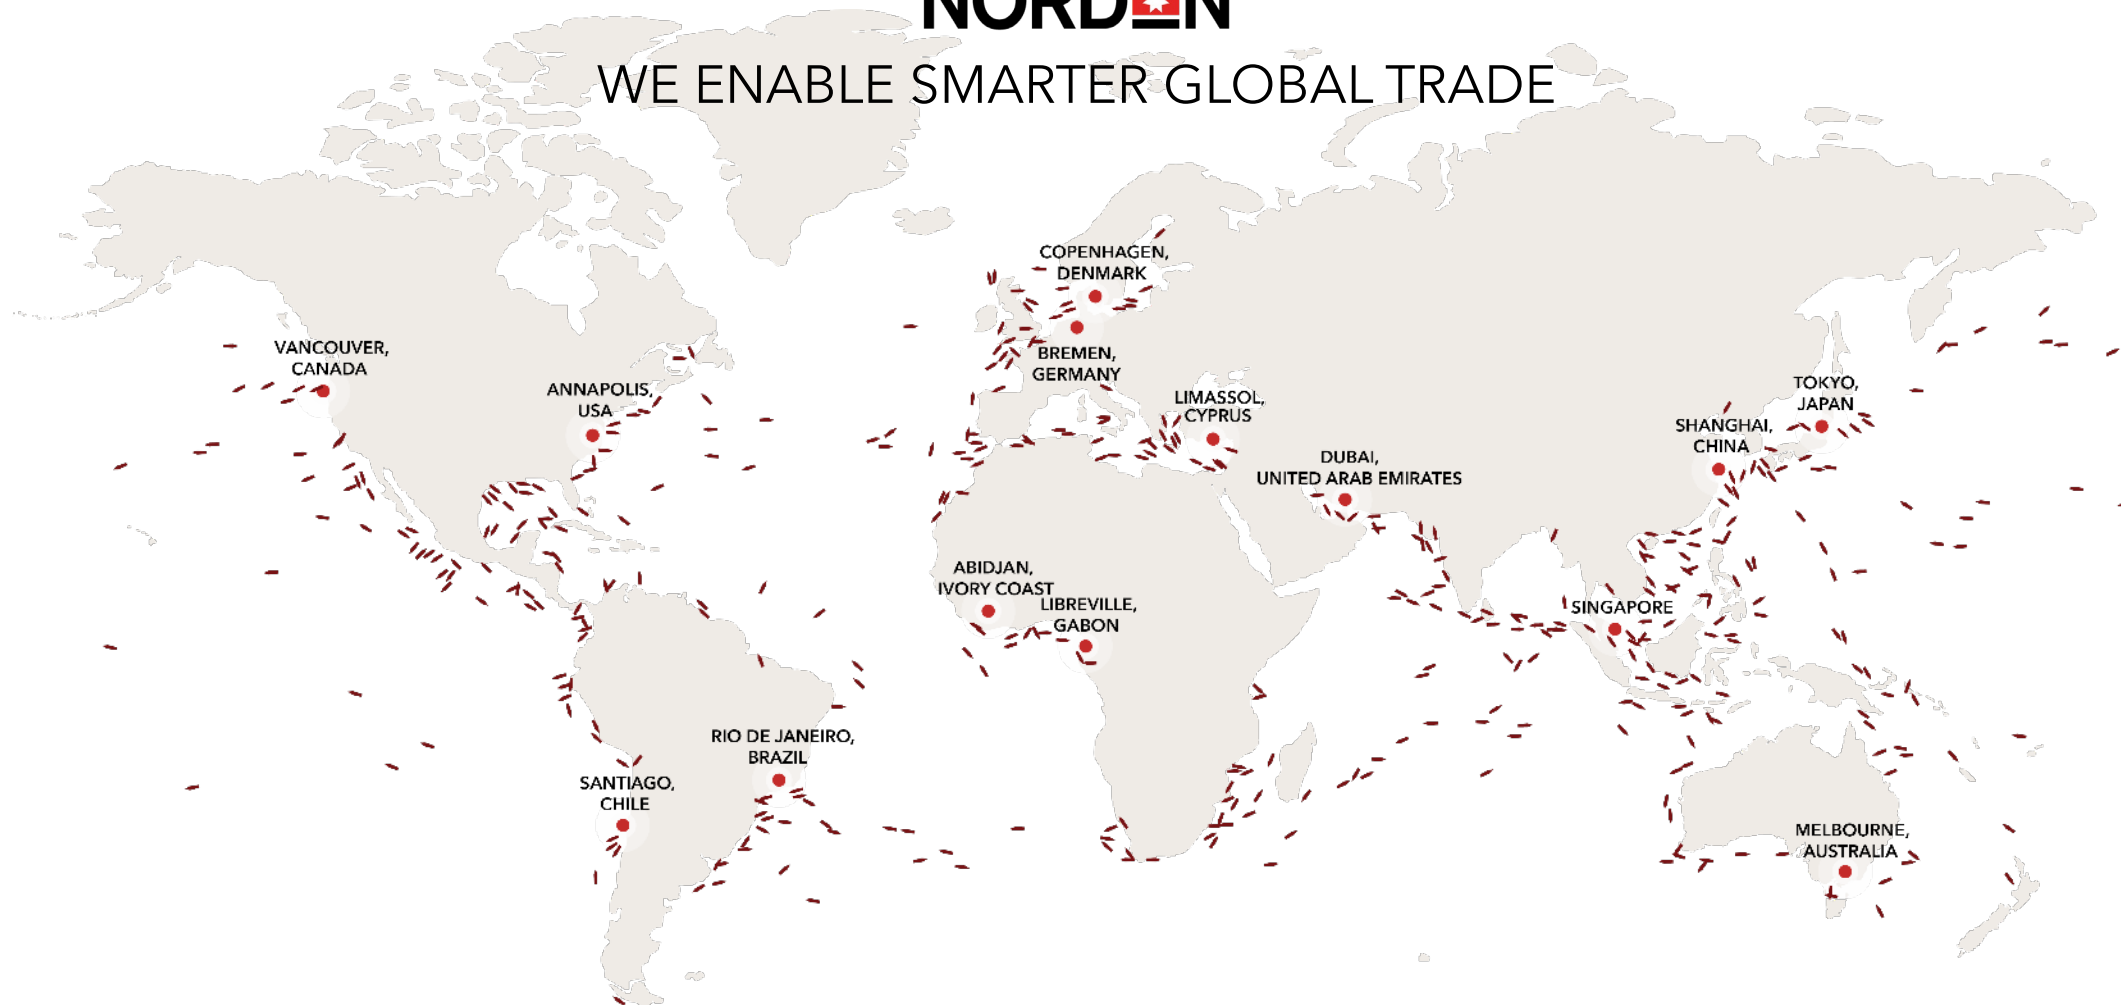 NORDEN
WE ENABLE SMARTER GLOBAL TRADE
COPENHAGEN,
DENMARK
BREMEN,
GERMANY
VANCOUVER,
CANADA
ANNAPOLIS,
USA
LIMASSOL,
CYPRUS
TOKYO,
JAPAN
SHANGHAI,
CHINA
DUBAI,
UNITED ARAB EMIRATES
ABIDJAN,
IVORY COAST
LIBREVILLE,
GABON
SINGAPORE
RIO DE JANEIRO,
BRAZIL
SANTIAGO,
CHILE
MELBOURNE,
AUSTRALIA